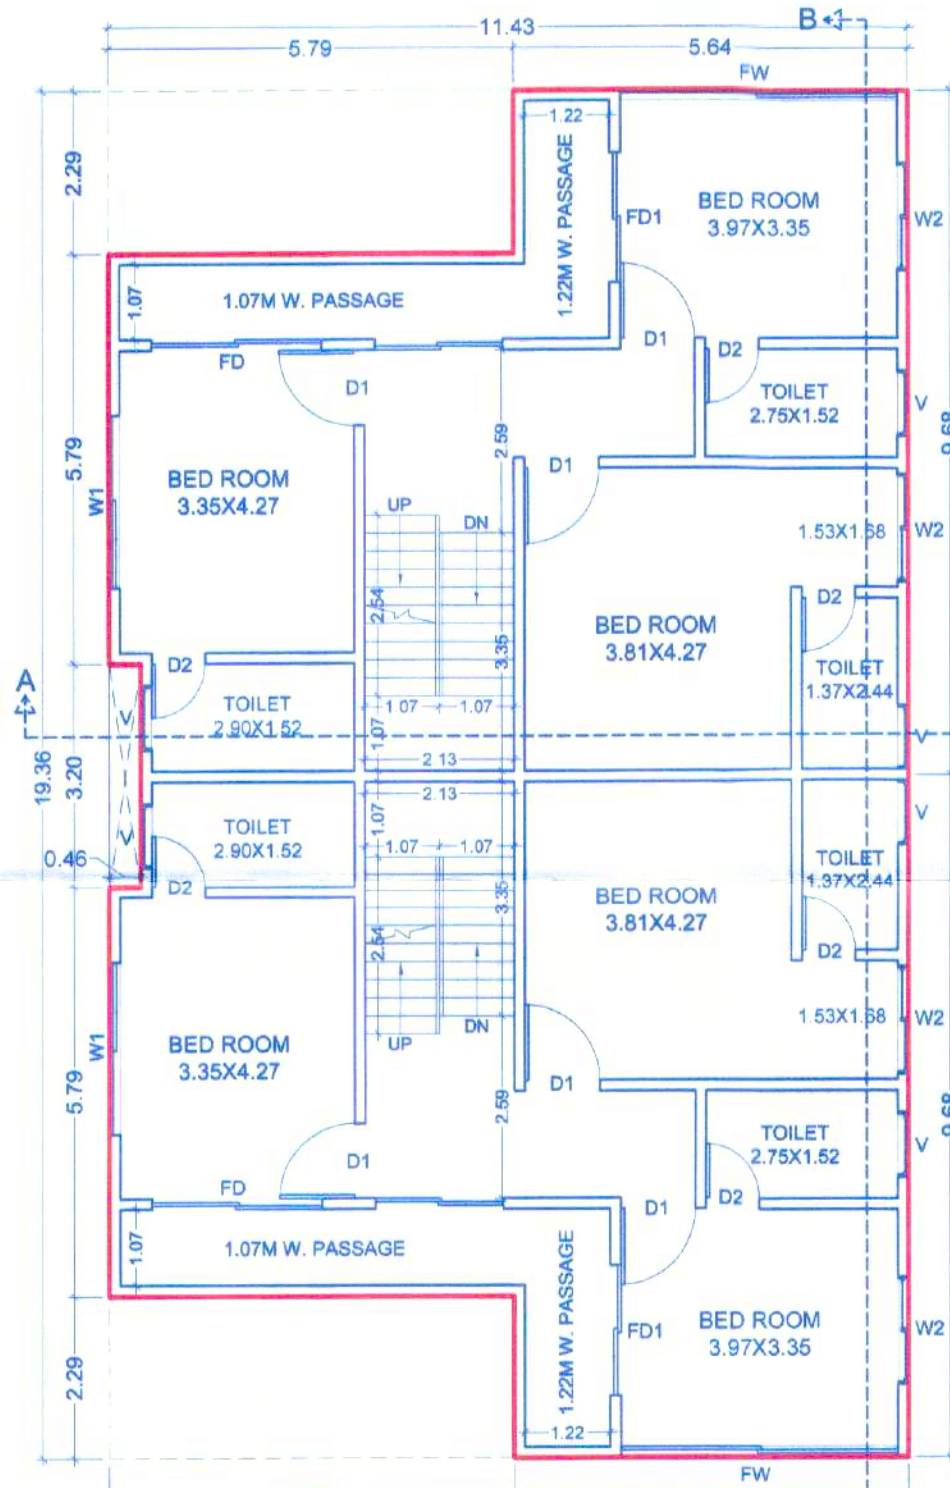 B
11.43
5.79
5.64
FW
1.22
2.29
1.22M W. PASSAGE
BED ROOM
3.97X3.35
FD1
W2
1.07
1.07M W. PASSAGE
D1
D2
FD
D1
TOILET
2.75X1.52
V
9.68
2.59
5.79
D1
BED ROOM
3.35X4.27
W1
UP
DN
1.53X1.68
W2
2.54
D2
BED ROOM
3.81X4.27
3.35
D2
TOILET
1.37X2.44
A
TOILET
2.90X1.52
V
1.07
1.07
1.07
V
2.13
19.36
3.20
2.13
TOILET
2.90X1.52
1.07
V
V
1.07
1.07
0.46
TOILET
1.37X2.44
D2
3.35
BED ROOM
3.81X4.27
2.54
D2
BED ROOM
3.35X4.27
W1
UP
DN
1.53X1.68
W2
5.79
D1
2.59
9.68
TOILET
2.75X1.52
V
D1
FD
D1
D2
1.07
1.07M W. PASSAGE
1.22M W. PASSAGE
FD1
BED ROOM
3.97X3.35
W2
2.29
1.22
FW